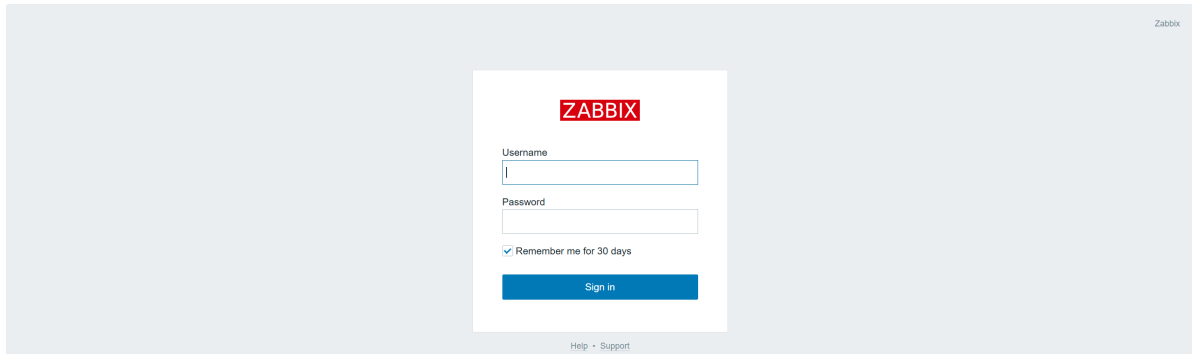 Zabbix
ZABBIX
Username
Password
Remember me for 30 days
Sign in
Help • Support